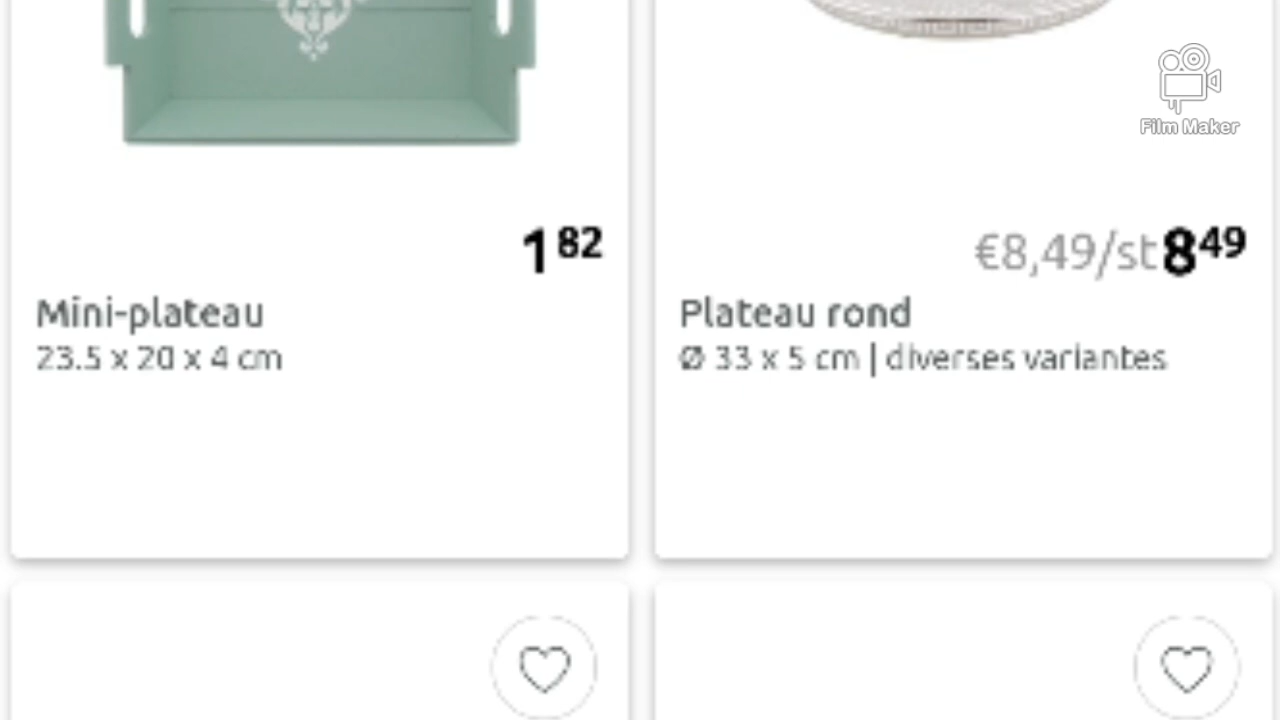 Film Maker
1 82
€8,49/st 8 49
Mini-plateau
23.5 x 20 x 4 cm
Plateau rond
Ø 33 x 5 cm | diverses variantes